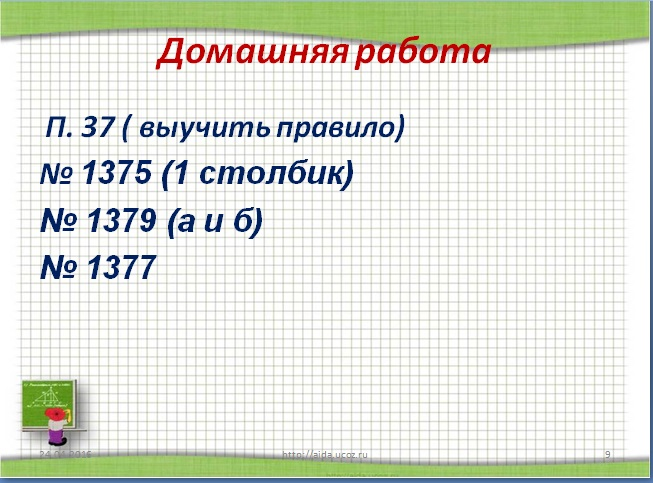 Домашняя работа
П. 37 ( выучить правило)
№ 1375 (1 столбик)
№ 1379 (а и б)
№ 1377
http://aida.ucoz.ru
9